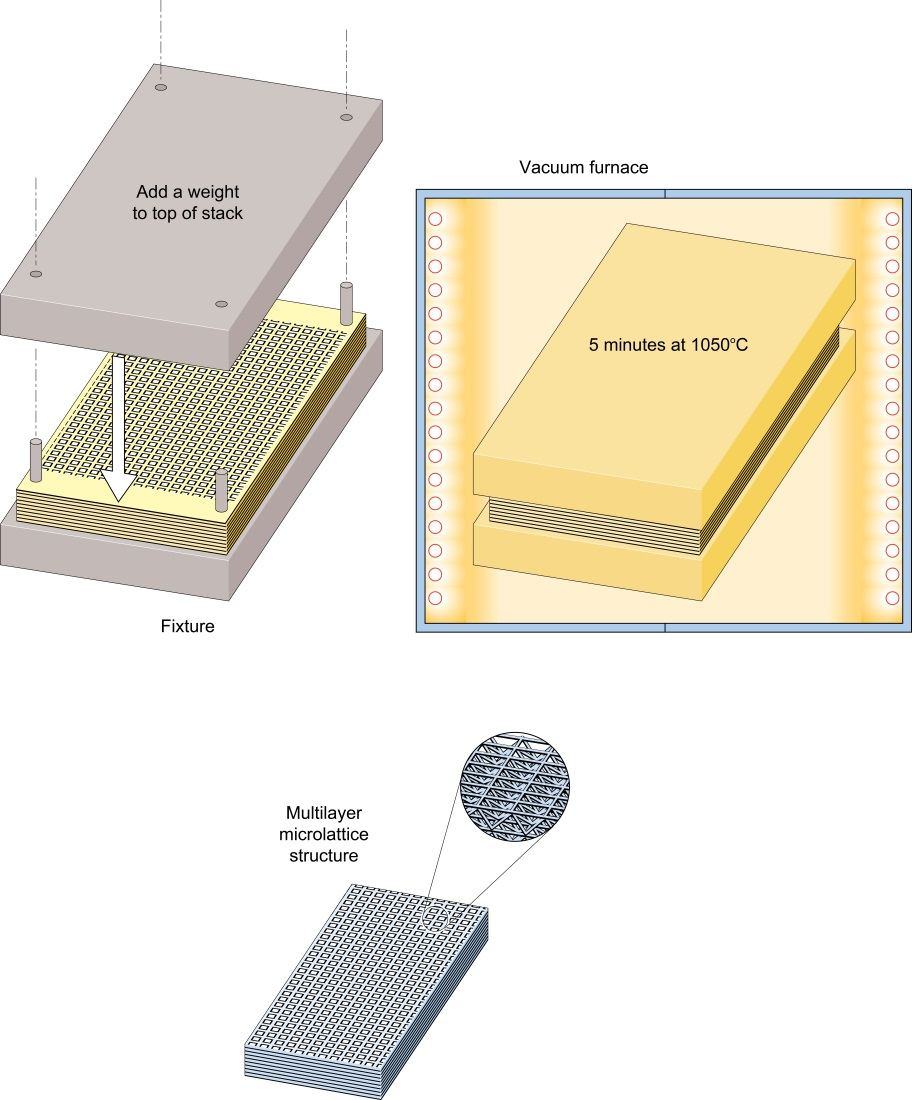 Add a weight
to top of stack
Vacuum furnace
5 minutes at 1050°C
Fixture
Multilayer
microlattice
structure